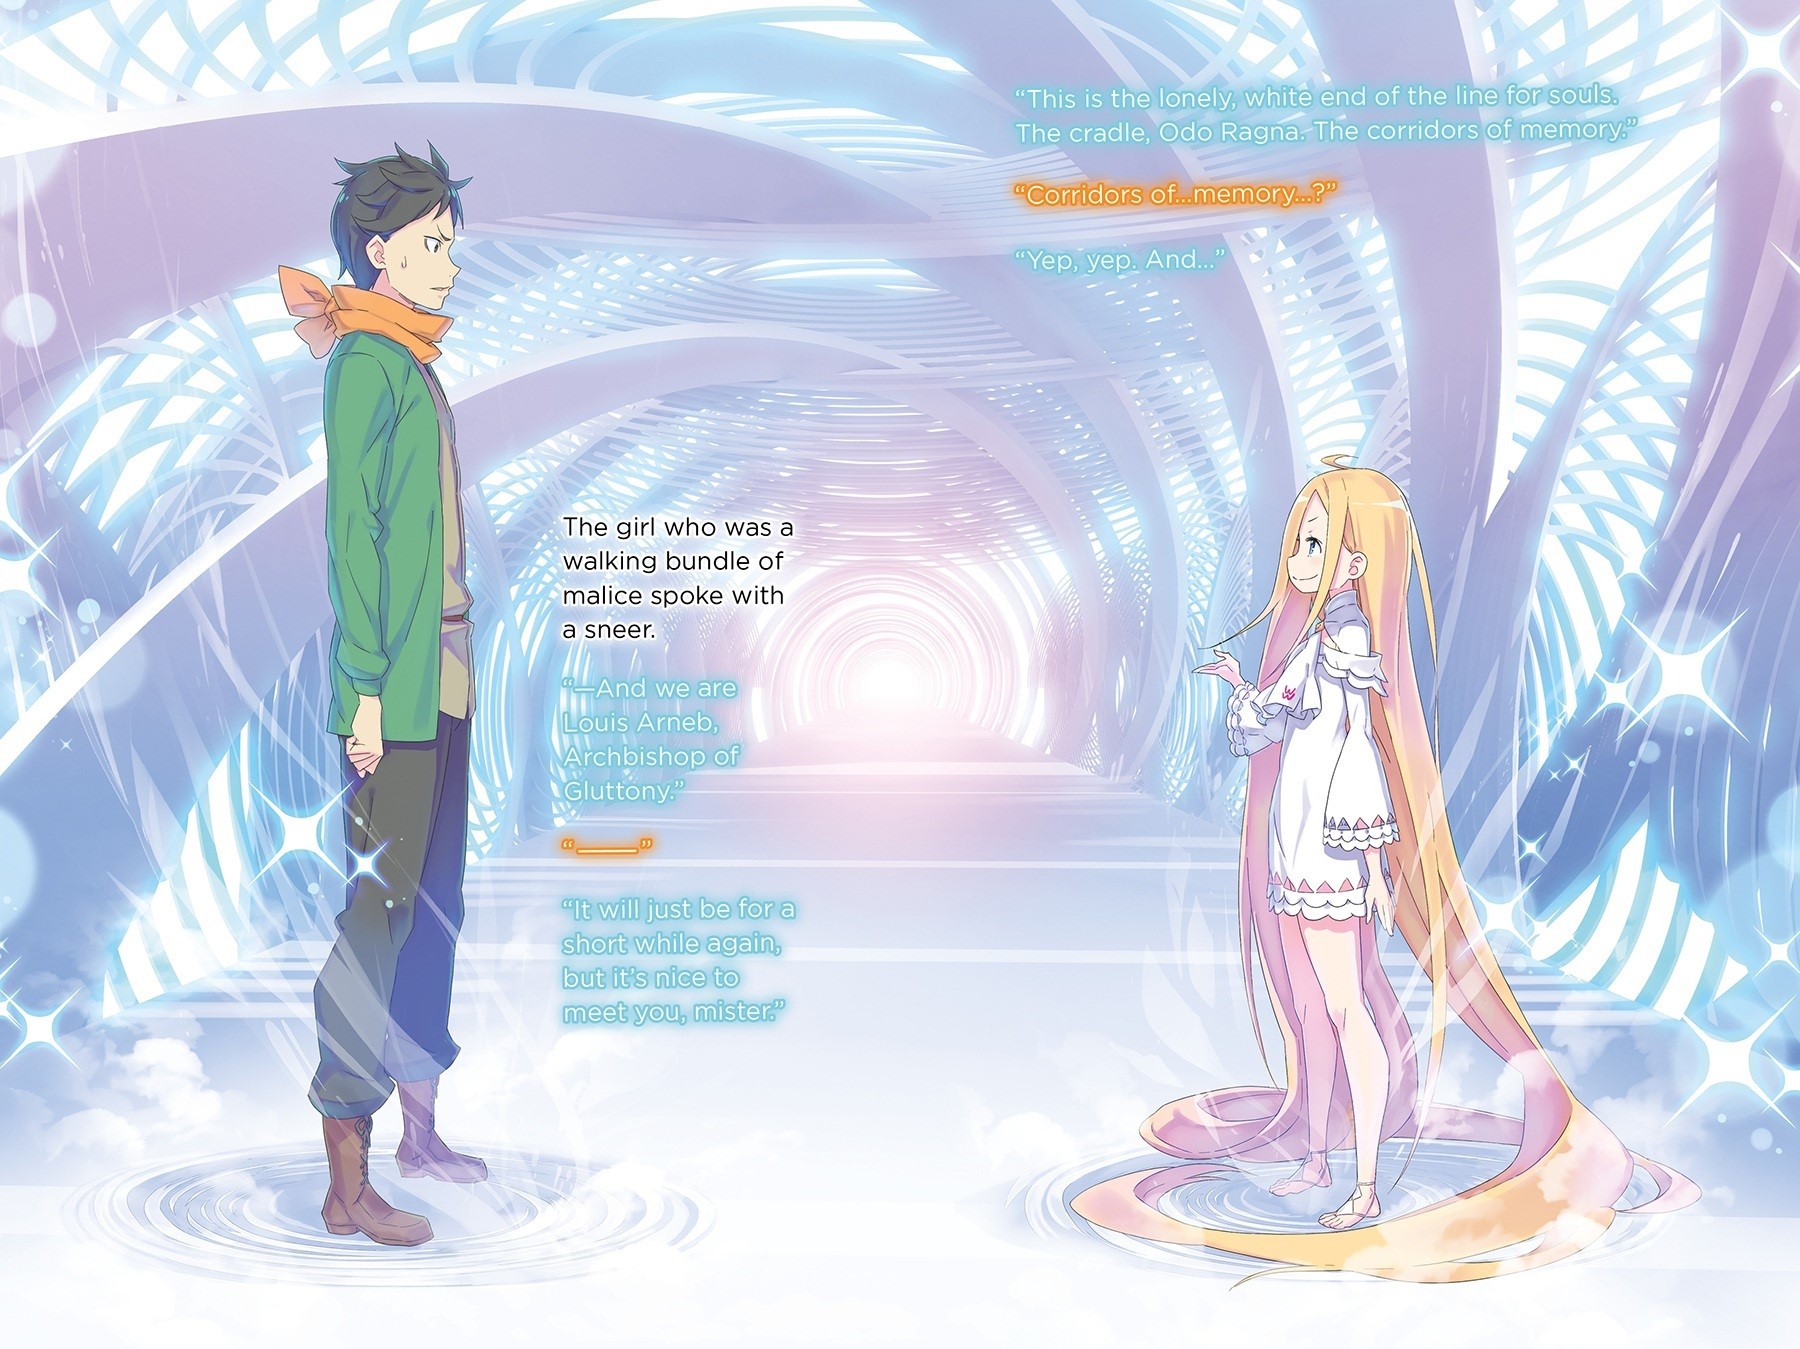 “This is the lonely, white end of the line for souls.
The cradle, Odo Ragna. The corridors of memory.”
“Corridors of...memory...?”
“Yep, yep. And...”
The girl who was a
walking bundle of
malice spoke with
a sneer.
“—And we are
Louis Arneb,
Archbishop of
Gluttony.”
“———”
“It will just be for a
short while again,
but it’s nice to
meet you, mister.”